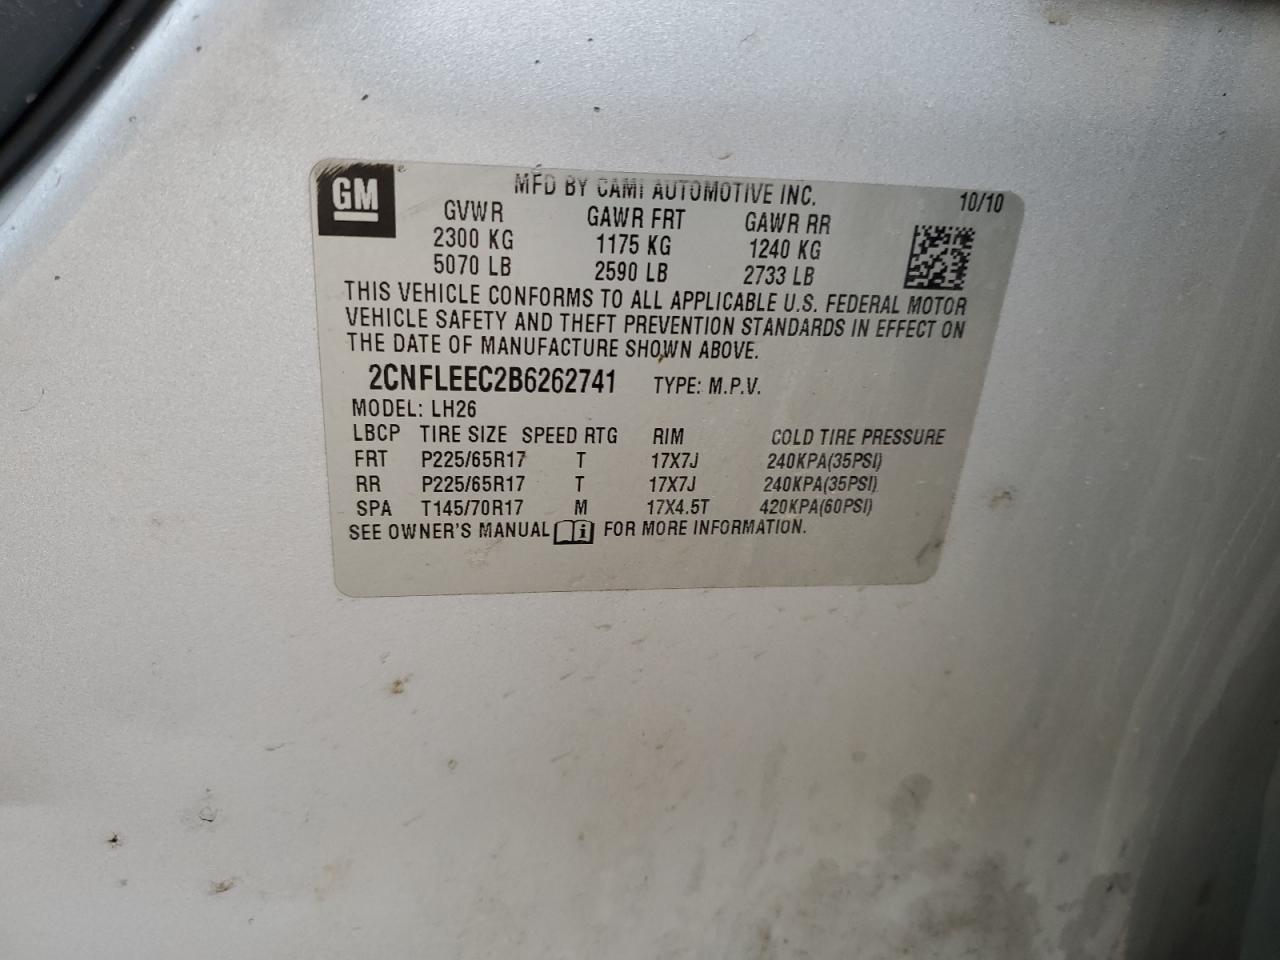 GM
MFD BY CAMI AUTOMOTIVE INC. 10/10
GVWR GAWR FRT GAWR RR
2300 KG 1175 KG 1240 KG
5070 LB 2590 LB 2733 LB
THIS VEHICLE CONFORMS TO ALL APPLICABLE U.S. FEDERAL MOTOR
VEHICLE SAFETY AND THEFT PREVENTION STANDARDS IN EFFECT ON
THE DATE OF MANUFACTURE SHOWN ABOVE.
2CNFLEEC2B6262741 TYPE: M.P.V.
MODEL: LH26
LBCP TIRE SIZE SPEED RTG RIM COLD TIRE PRESSURE
FRT P225/65R17 T 17X7J 240KPA(35PSI)
RR P225/65R17 T 17X7J 240KPA(35PSI)
SPA T145/70R17 M 17X4.5T 420KPA(60PSI)
SEE OWNER'S MANUAL i FOR MORE INFORMATION.